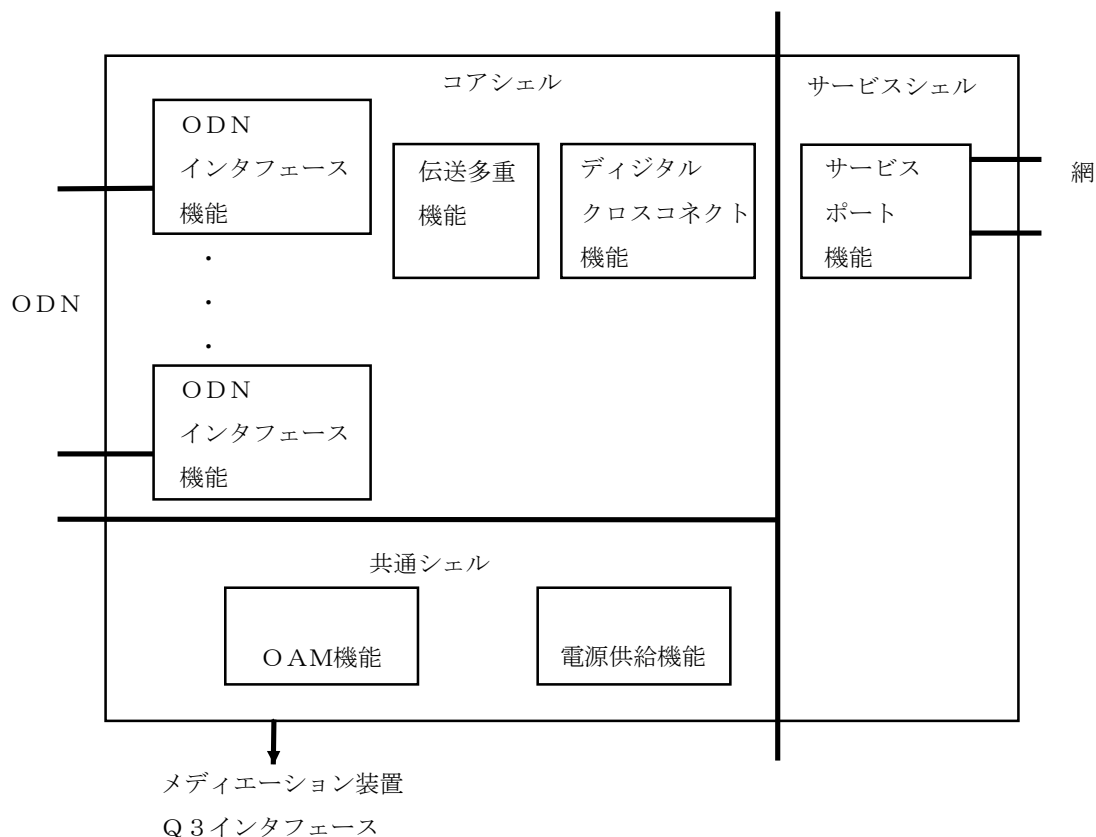 コアシェル
サービスシェル
ODN
インタフェース
機能
伝送多重
機能
ディジタル
クロスコネクト
機能
サービス
ポート
機能
網
・
・
・
ODN
ODN
インタフェース
機能
共通シェル
OAM機能
電源供給機能
メディエーション装置
Q3インタフェース